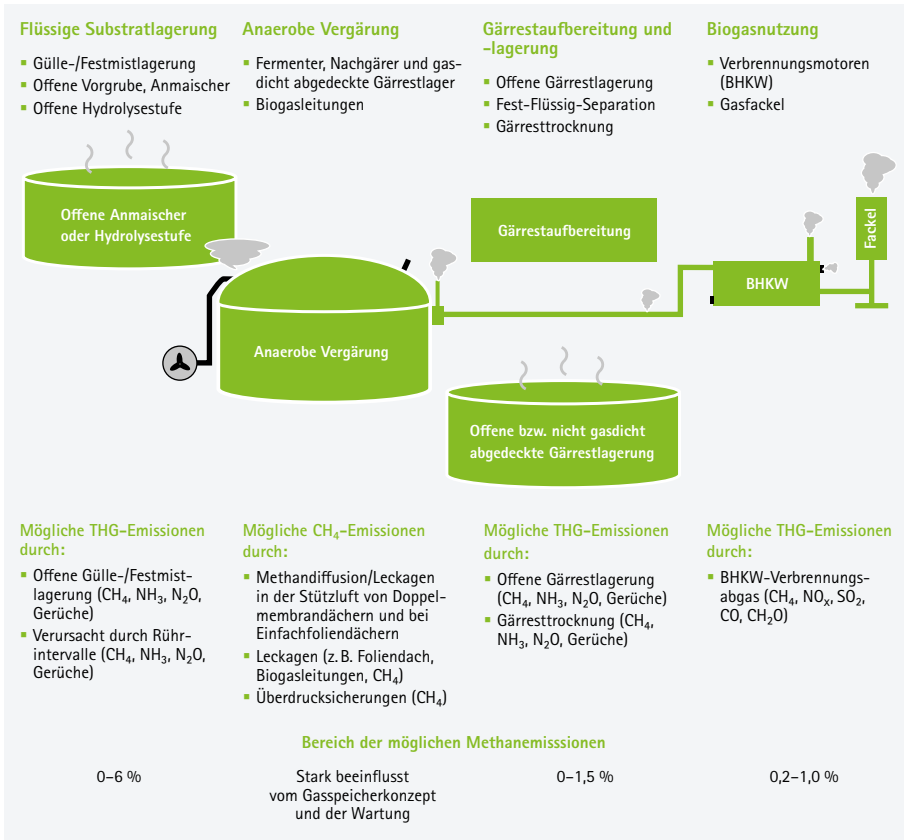 Flüssige Substratlagerung
▪ Gülle-/Festmistlagerung
▪ Offene Vorgrube, Anmaischer
▪ Offene Hydrolysestufe
Anaerobe Vergärung
▪ Fermenter, Nachgärer und gas-
dicht abgedeckte Gärrestlager
▪ Biogasleitungen
Gärrestaufbereitung und
-lagerung
▪ Offene Gärrestlagerung
▪ Fest-Flüssig-Separation
▪ Gärresttrocknung
Biogasnutzung
▪ Verbrennungsmotoren
(BHKW)
▪ Gasfackel
Offene Anmaischer
oder Hydrolysestufe
Anaerobe Vergärung
Gärrestaufbereitung
BHKW
Fackel
Offene bzw. nicht gasdicht
abgedeckte Gärrestlagerung
Mögliche THG-Emissionen
durch:
▪ Offene Gülle-/Festmist-
lagerung (CH₄, NH₃, N₂O,
Gerüche)
▪ Verursacht durch Rühr-
intervalle (CH₄, NH₃, N₂O,
Gerüche)
Mögliche CH₄-Emissionen
durch:
▪ Methandiffusion/Leckagen
in der Stützluft von Doppel-
membrandächern und bei
Einfachfoliendächern
▪ Leckagen (z. B. Foliendach,
Biogasleitungen, CH₄)
▪ Überdrucksicherungen (CH₄)
Mögliche THG-Emissionen
durch:
▪ Offene Gärrestlagerung
(CH₄, NH₃, N₂O, Gerüche)
▪ Gärresttrocknung (CH₄,
NH₃, N₂O, Gerüche)
Mögliche THG-Emissionen
durch:
▪ BHKW-Verbrennungs-
abgas (CH₄, NOₓ, SO₂,
CO, CH₂O)
Bereich der möglichen Methanemisssionen
0–6 %
Stark beeinflusst
vom Gasspeicherkonzept
und der Wartung
0–1,5 %
0,2–1,0 %